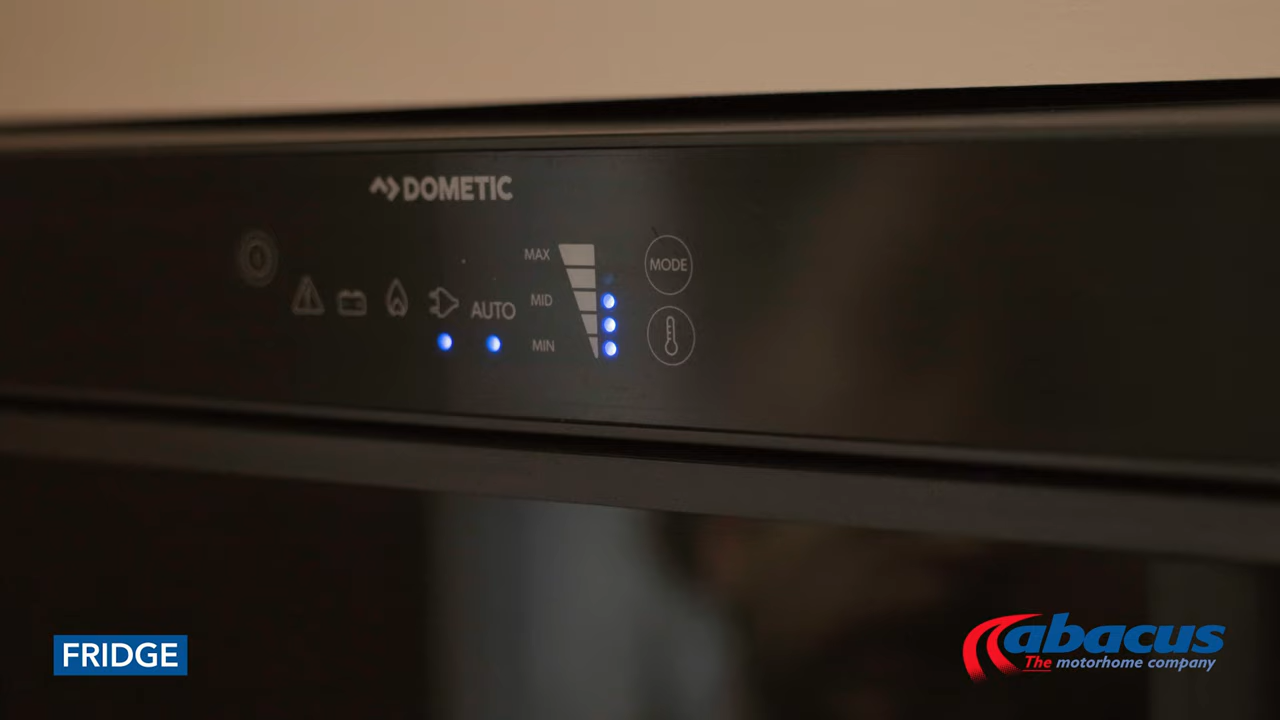 DOMETIC
MAX
MODE
AUTO
MID
MIN
FRIDGE
abacus
The motorhome company